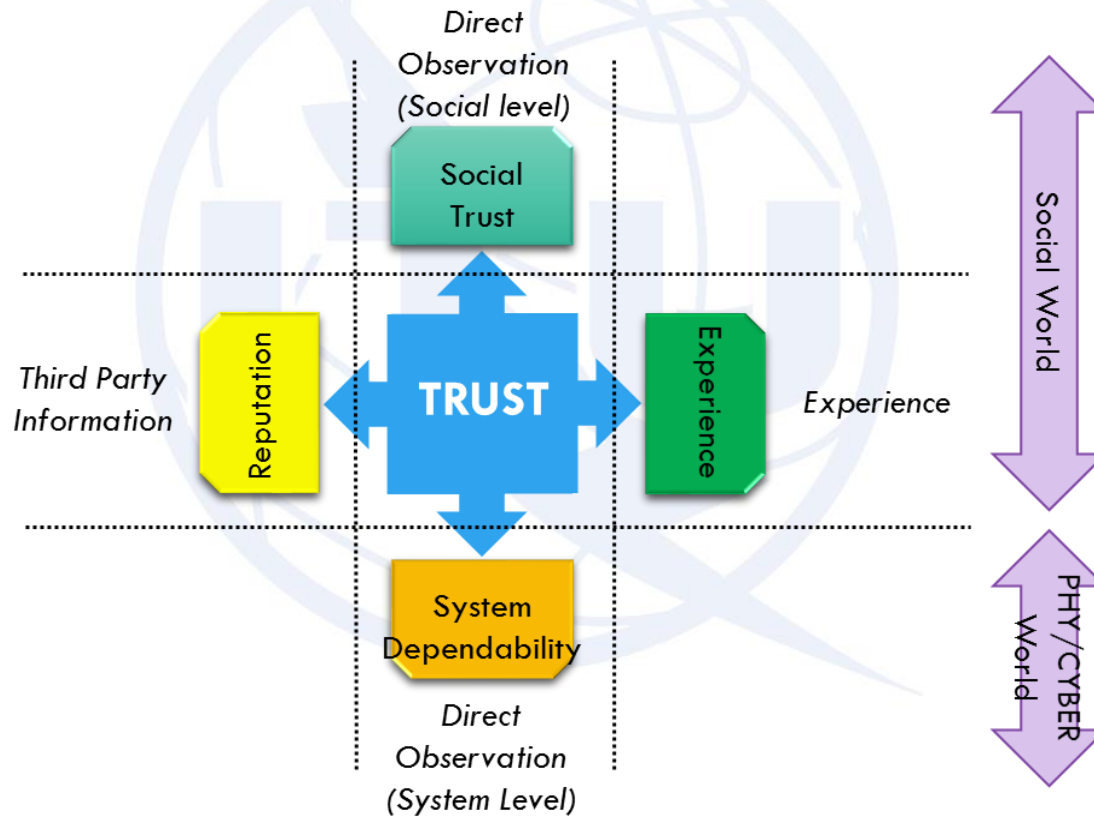 Direct
Observation
(Social level)
Social
Trust
Social World
Third Party
Information
Reputation
TRUST
Experience
Experience
System
Dependability
PHY/CYBER
World
Direct
Observation
(System Level)
ITU